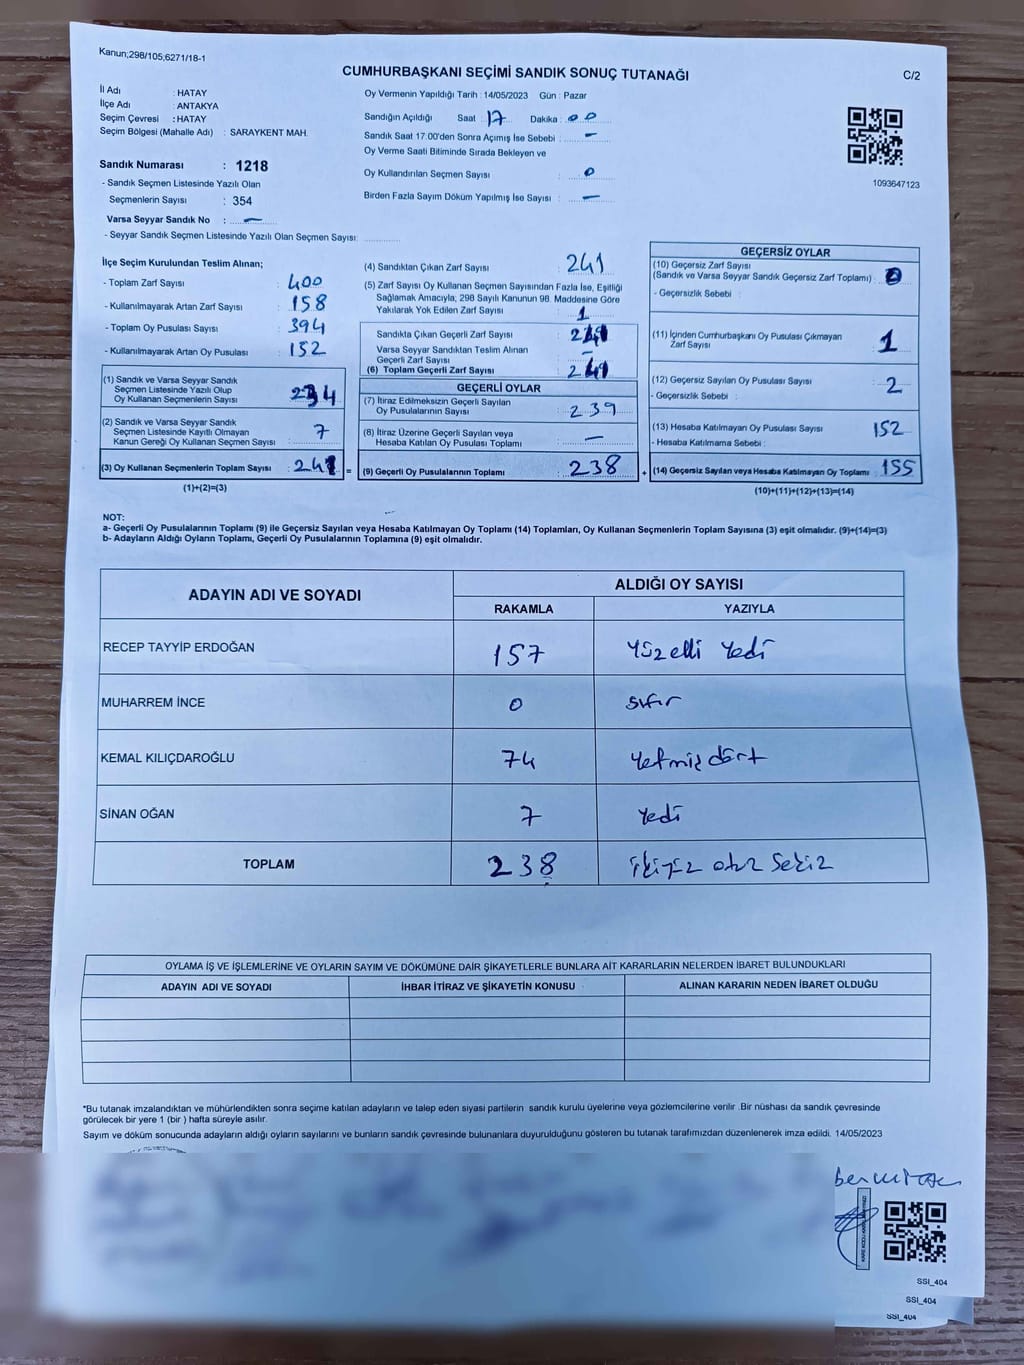 Kanun;298/105;6271/18-1
CUMHURBAŞKANI SEÇİMİ SANDIK SONUÇ TUTANAĞI
C/2
İl Adı : HATAY
İlçe Adı : ANTAKYA
Seçim Çevresi : HATAY
Seçim Bölgesi (Mahalle Adı) : SARAYKENT MAH.
Oy Vermenin Yapıldığı Tarih : 14/05/2023 Gün : Pazar
Sandığın Açıldığı Saat : 17 Dakika : 00
Sandık Saat 17:00'den Sonra Açımış İse Sebebi : –
Oy Verme Saati Bitiminde Sırada Bekleyen ve
Oy Kullandırılan Seçmen Sayısı : 0
Birden Fazla Sayım Döküm Yapılmış İse Sayısı : –
1093647123
Sandık Numarası : 1218
- Sandık Seçmen Listesinde Yazılı Olan
Seçmenlerin Sayısı : 354
Varsa Seyyar Sandık No : –
- Seyyar Sandık Seçmen Listesinde Yazılı Olan Seçmen Sayısı:
İlçe Seçim Kurulundan Teslim Alınan;
- Toplam Zarf Sayısı : 400
- Kullanılmayarak Artan Zarf Sayısı : 158
- Toplam Oy Pusulası Sayısı : 394
- Kullanılmayarak Artan Oy Pusulası : 152
(1) Sandık ve Varsa Seyyar Sandık
Seçmen Listesinde Yazılı Olup
Oy Kullanan Seçmenlerin Sayısı : 234
(2) Sandık ve Varsa Seyyar Sandık
Seçmen Listesinde Kayıtlı Olmayan
Kanun Gereği Oy Kullanan Seçmen Sayısı : 7
(3) Oy Kullanan Seçmenlerin Toplam Sayısı : 241 =
(1)+(2)=(3)
(4) Sandıktan Çıkan Zarf Sayısı : 241
(5) Zarf Sayısı Oy Kullanan Seçmen Sayısından Fazla İse, Eşitliği
Sağlamak Amacıyla; 298 Sayılı Kanunun 98. Maddesine Göre
Yakılarak Yok Edilen Zarf Sayısı : 1
Sandıkta Çıkan Geçerli Zarf Sayısı : 241
Varsa Seyyar Sandıktan Teslim Alınan
Geçerli Zarf Sayısı : –
(6) Toplam Geçerli Zarf Sayısı : 241
GEÇERLİ OYLAR
(7) İtiraz Edilmeksizin Geçerli Sayılan
Oy Pusulalarının Sayısı : 239
(8) İtiraz Üzerine Geçerli Sayılan veya
Hesaba Katılan Oy Pusulası Toplamı : –
(9) Geçerli Oy Pusulalarının Toplamı : 238 +
GEÇERSİZ OYLAR
(10) Geçersiz Zarf Sayısı
(Sandık ve Varsa Seyyar Sandık Geçersiz Zarf Toplamı) : 0
- Geçersizlik Sebebi :
(11) İçinden Cumhurbaşkanı Oy Pusulası Çıkmayan
Zarf Sayısı : 1
(12) Geçersiz Sayılan Oy Pusulası Sayısı : 2
- Geçersizlik Sebebi :
(13) Hesaba Katılmayan Oy Pusulası Sayısı : 152
- Hesaba Katılmama Sebebi :
(14) Geçersiz Sayılan veya Hesaba Katılmayan Oy Toplamı : 155
(10)+(11)+(12)+(13)=(14)
NOT:
a- Geçerli Oy Pusulalarının Toplamı (9) ile Geçersiz Sayılan veya Hesaba Katılmayan Oy Toplamı (14) Toplamları, Oy Kullanan Seçmenlerin Toplam Sayısına (3) eşit olmalıdır. (9)+(14)=(3)
b- Adayların Aldığı Oyların Toplamı, Geçerli Oy Pusulalarının Toplamına (9) eşit olmalıdır.
ADAYIN ADI VE SOYADI
ALDIĞI OY SAYISI
RAKAMLA YAZIYLA
RECEP TAYYİP ERDOĞAN 157 Yüzelli Yedi
MUHARREM İNCE 0 sıfır
KEMAL KILIÇDAROĞLU 74 Yetmiş dört
SİNAN OĞAN 7 Yedi
TOPLAM 238 ikiyüz otuz Sekiz
OYLAMA İŞ VE İŞLEMLERİNE VE OYLARIN SAYIM VE DÖKÜMÜNE DAİR ŞİKAYETLERLE BUNLARA AİT KARARLARIN NELERDEN İBARET BULUNDUKLARI
ADAYIN ADI VE SOYADI İHBAR İTİRAZ VE ŞİKAYETİN KONUSU ALINAN KARARIN NEDEN İBARET OLDUĞU
*Bu tutanak imzalandıktan ve mühürlendikten sonra seçime katılan adayların ve talep eden siyasi partilerin sandık kurulu üyelerine veya gözlemcilerine verilir .Bir nüshası da sandık çevresinde
görülecek bir yere 1 (bir ) hafta süreyle asılır.
Sayım ve döküm sonucunda adayların aldığı oyların sayılarını ve bunların sandık çevresinde bulunanlara duyurulduğunu gösteren bu tutanak tarafımızdan düzenlenerek imza edildi. 14/05/2023
SSI_404
SSI_404
SSI_404